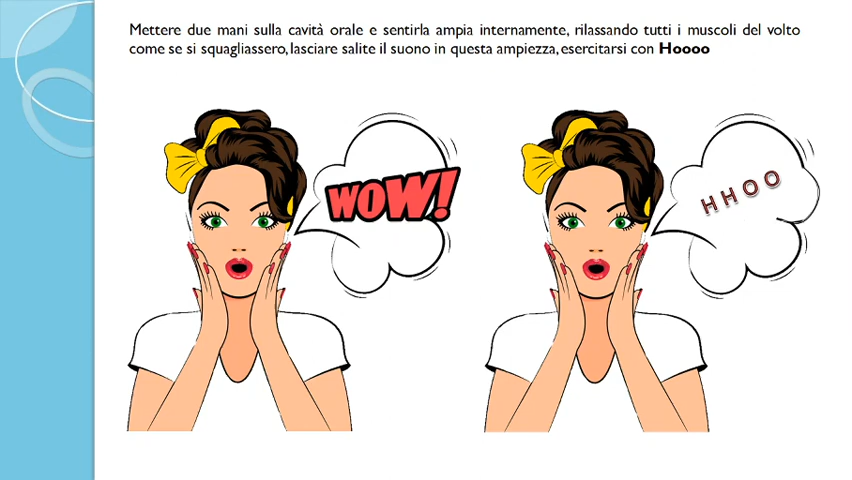 Mettere due mani sulla cavità orale e sentirla ampia internamente, rilassando tutti i muscoli del volto
come se si squagliassero, lasciare salite il suono in questa ampiezza, esercitarsi con Hoooo
WOW!
HHOO